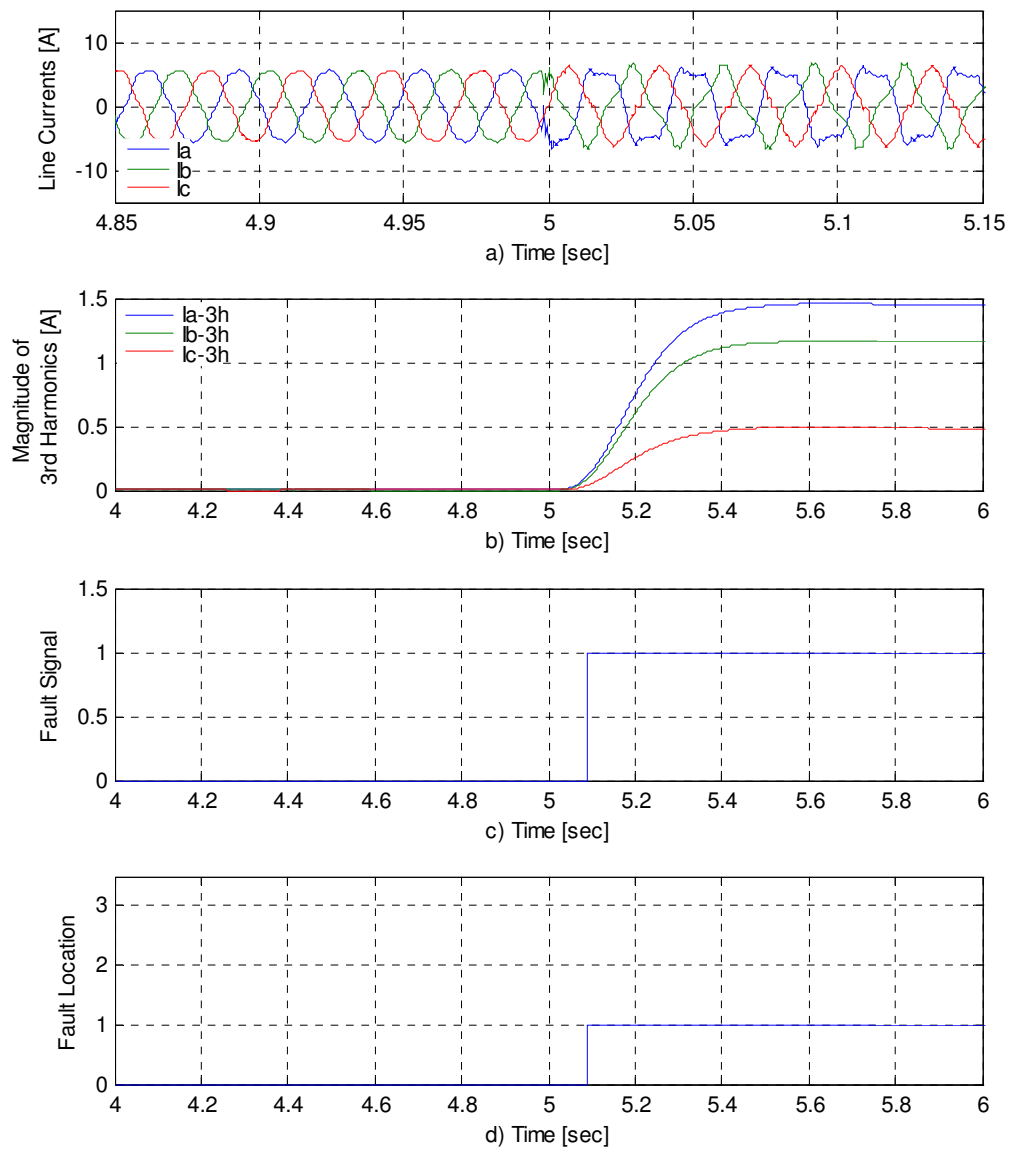 Line Currents [A]
10
0
-10
Ia
Ib
Ic
4.85 4.9 4.95 5 5.05 5.1 5.15
a) Time [sec]
Magnitude of
3rd Harmonics [A]
1.5
1
0.5
0
Ia-3h
Ib-3h
Ic-3h
4 4.2 4.4 4.6 4.8 5 5.2 5.4 5.6 5.8 6
b) Time [sec]
Fault Signal
1.5
1
0.5
0
4 4.2 4.4 4.6 4.8 5 5.2 5.4 5.6 5.8 6
c) Time [sec]
Fault Location
3
2
1
0
4 4.2 4.4 4.6 4.8 5 5.2 5.4 5.6 5.8 6
d) Time [sec]